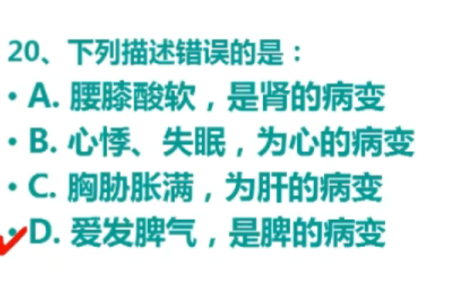 20、下列描述错误的是：
• A. 腰膝酸软，是肾的病变
• B. 心悸、失眠，为心的病变
• C. 胸胁胀满，为肝的病变
• D. 爱发脾气，是脾的病变